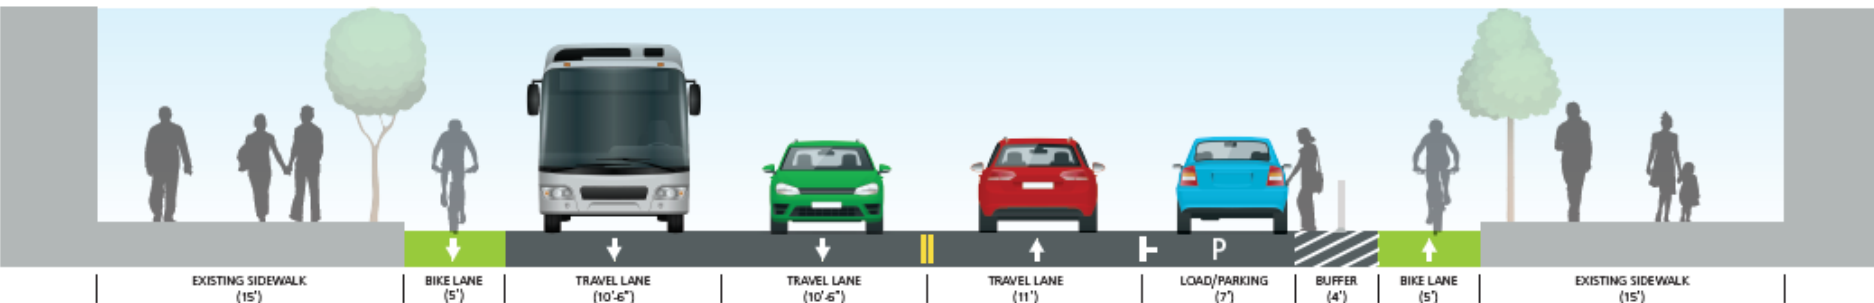 P
EXISTING SIDEWALK
(15')
BIKE LANE
(5')
TRAVEL LANE
(10'-6")
TRAVEL LANE
(10'-6")
TRAVEL LANE
(11')
LOAD/PARKING
(7')
BUFFER
(4')
BIKE LANE
(5')
EXISTING SIDEWALK
(15')